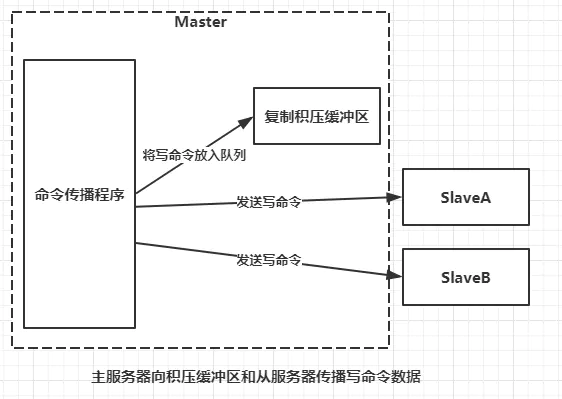 Master
复制积压缓冲区
将写命令放入队列
命令传播程序
发送写命令
SlaveA
发送写命令
SlaveB
主服务器向积压缓冲区和从服务器传播写命令数据